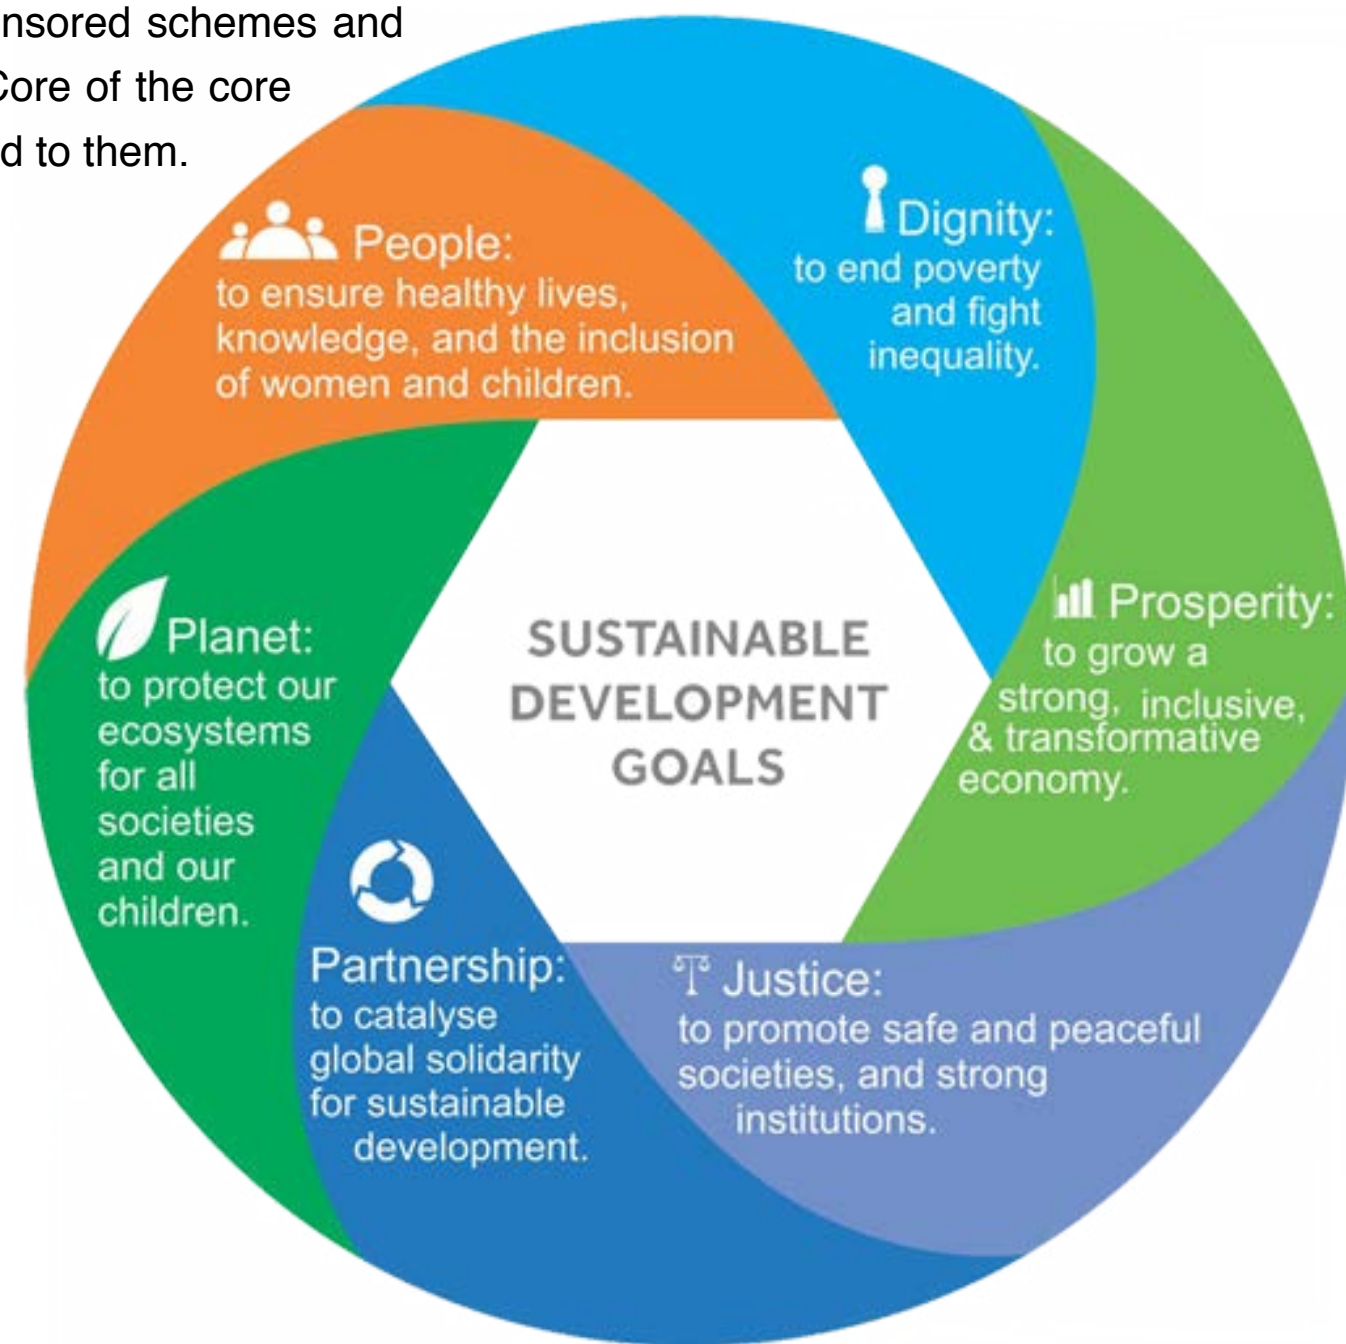 nsored schemes and
Core of the core
d to them.
People:
to ensure healthy lives,
knowledge, and the inclusion
of women and children.
Dignity:
to end poverty
and fight
inequality.
Prosperity:
to grow a
strong, inclusive,
& transformative
economy.
Justice:
to promote safe and peaceful
societies, and strong
institutions.
Partnership:
to catalyse
global solidarity
for sustainable
development.
Planet:
to protect our
ecosystems
for all
societies
and our
children.
SUSTAINABLE
DEVELOPMENT
GOALS